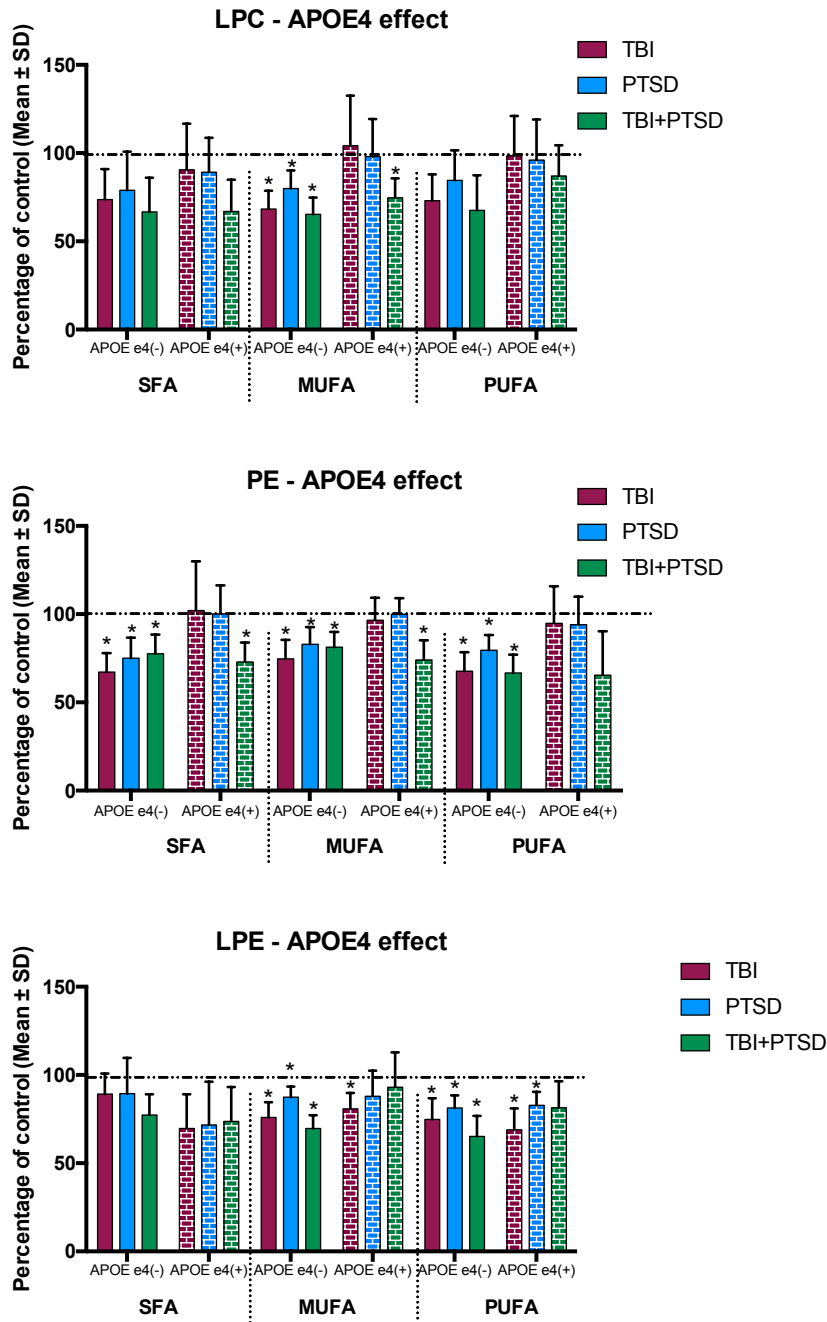 LPC - APOE4 effect
TBI
PTSD
TBI+PTSD
Percentage of control (Mean ± SD)
150
100
50
0
* * * *
APOE e4(-) APOE e4(+) APOE e4(-) APOE e4(+) APOE e4(-) APOE e4(+)
SFA MUFA PUFA
PE - APOE4 effect
TBI
PTSD
TBI+PTSD
Percentage of control (Mean ± SD)
150
100
50
0
* * * * * * * * * * *
APOE e4(-) APOE e4(+) APOE e4(-) APOE e4(+) APOE e4(-) APOE e4(+)
SFA MUFA PUFA
LPE - APOE4 effect
TBI
PTSD
TBI+PTSD
Percentage of control (Mean ± SD)
150
100
50
0
* * * * * * * * *
APOE e4(-) APOE e4(+) APOE e4(-) APOE e4(+) APOE e4(-) APOE e4(+)
SFA MUFA PUFA